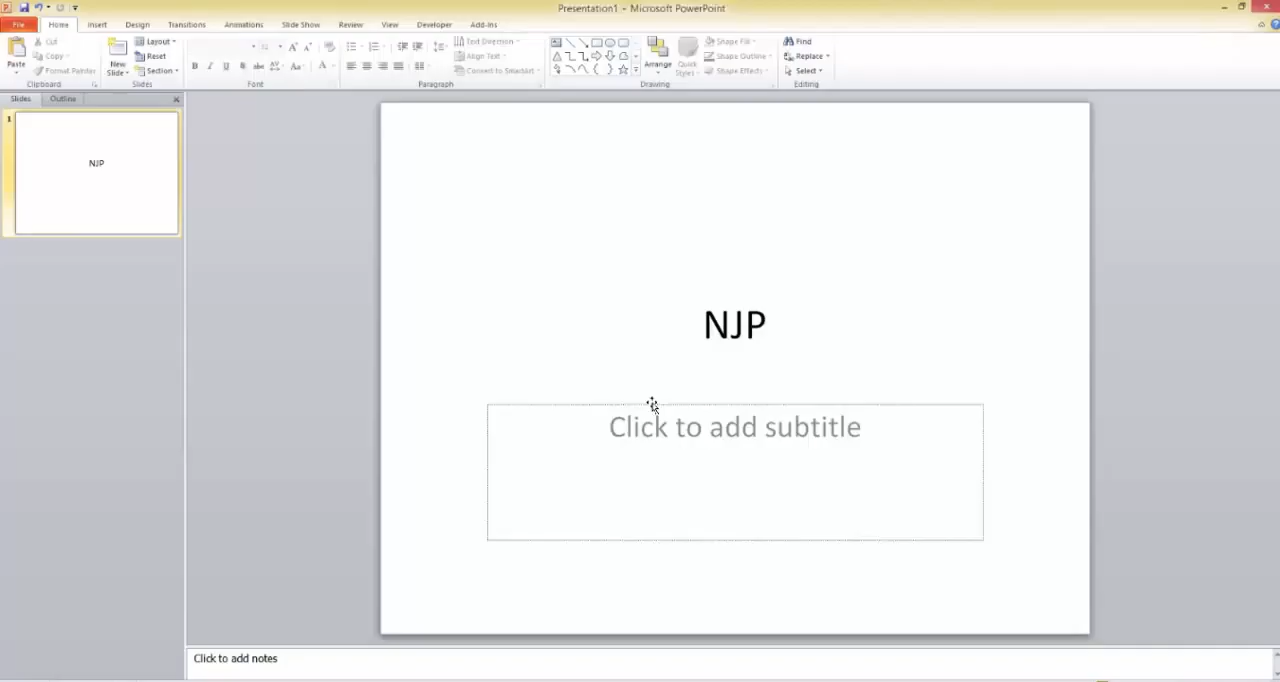 Presentation1 - Microsoft PowerPoint
File Home Insert Design Transitions Animations Slide Show Review View Developer Add-Ins
Paste
Cut
Copy
Format Painter
Clipboard
New Slide
Layout
Reset
Section
Slides
Font
Text Direction
Align Text
Convert to SmartArt
Paragraph
Arrange
Quick Styles
Shape Fill
Shape Outline
Shape Effects
Drawing
Find
Replace
Select
Editing
Slides Outline
1
NJP
NJP
Click to add subtitle
Click to add notes